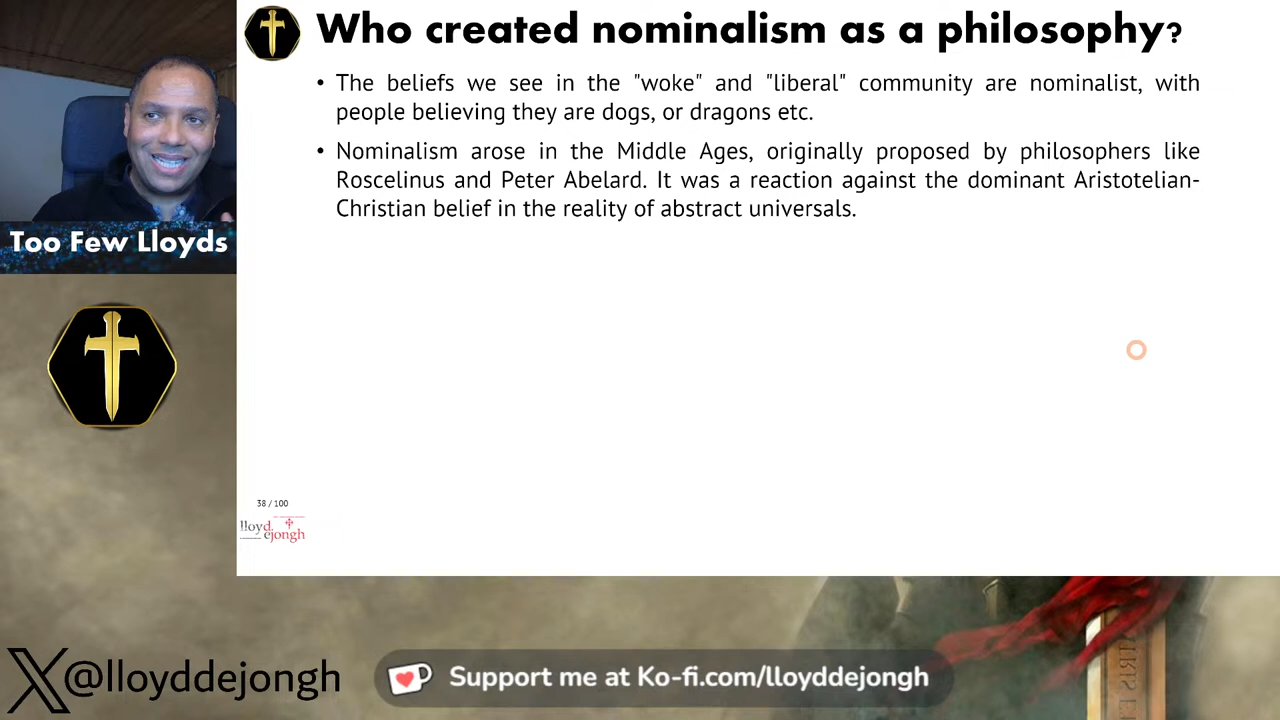 Who created nominalism as a philosophy?
• The beliefs we see in the "woke" and "liberal" community are nominalist, with
people believing they are dogs, or dragons etc.
• Nominalism arose in the Middle Ages, originally proposed by philosophers like
Roscelinus and Peter Abelard. It was a reaction against the dominant Aristotelian-
Christian belief in the reality of abstract universals.
Too Few Lloyds
38 / 100
lloyd
ejongh
X@lloyddejongh
Support me at Ko-fi.com/lloyddejongh